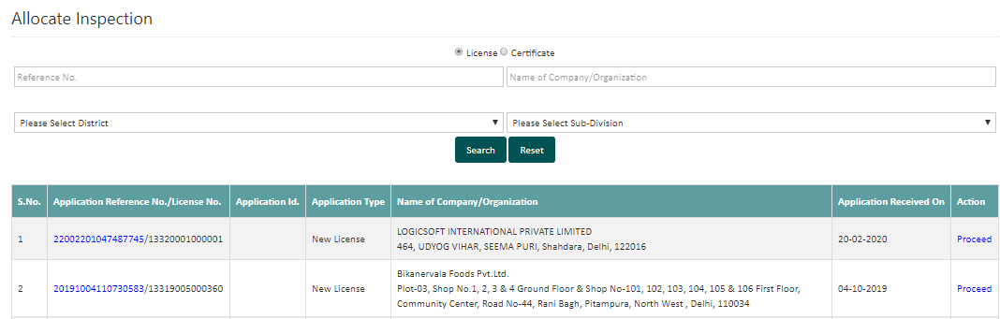 Allocate Inspection
License Certificate
Reference No. Name of Company/Organization
Please Select District Please Select Sub-Division
Search Reset
S.No. Application Reference No./License No. Application Id. Application Type Name of Company/Organization Application Received On Action
1 22002201047487745/13320001000001 New License LOGICSOFT INTERNATIONAL PRIVATE LIMITED 20-02-2020 Proceed
464, UDYOG VIHAR, SEEMA PURI, Shahdara, Delhi, 122016
2 20191004110730583/13319005000360 New License Bikanervala Foods Pvt.Ltd. 04-10-2019 Proceed
Plot-03, Shop No.1, 2, 3 & 4 Ground Floor & Shop No-101, 102, 103, 104, 105 & 106 First Floor,
Community Center, Road No-44, Rani Bagh, Pitampura, North West , Delhi, 110034